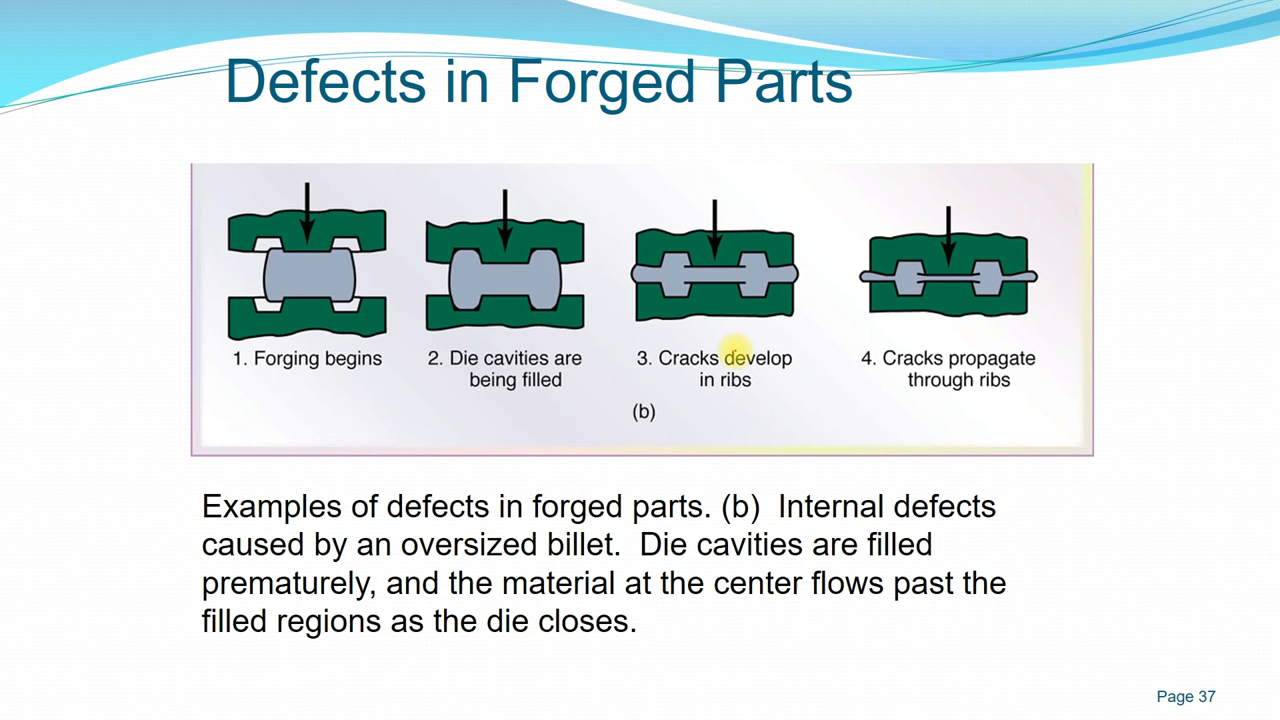 Defects in Forged Parts
1. Forging begins
2. Die cavities are
being filled
3. Cracks develop
in ribs
4. Cracks propagate
through ribs
(b)
Examples of defects in forged parts. (b)  Internal defects
caused by an oversized billet.  Die cavities are filled
prematurely, and the material at the center flows past the
filled regions as the die closes.
Page 37